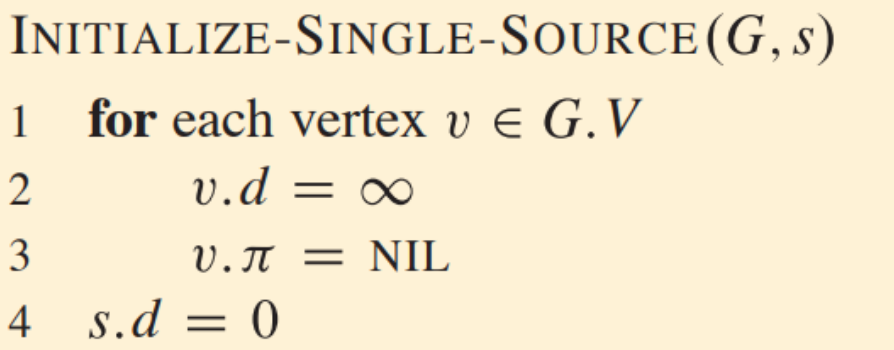 INITIALIZE-SINGLE-SOURCE(G, s)
1 for each vertex v ∈ G.V
2 v.d = ∞
3 v.π = NIL
4 s.d = 0